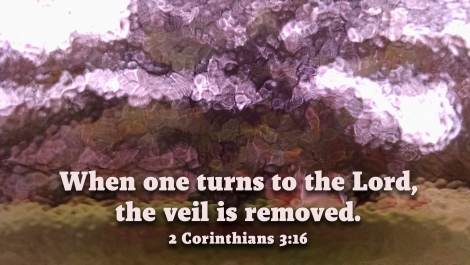 When one turns to the Lord,
the veil is removed.
2 Corinthians 3:16